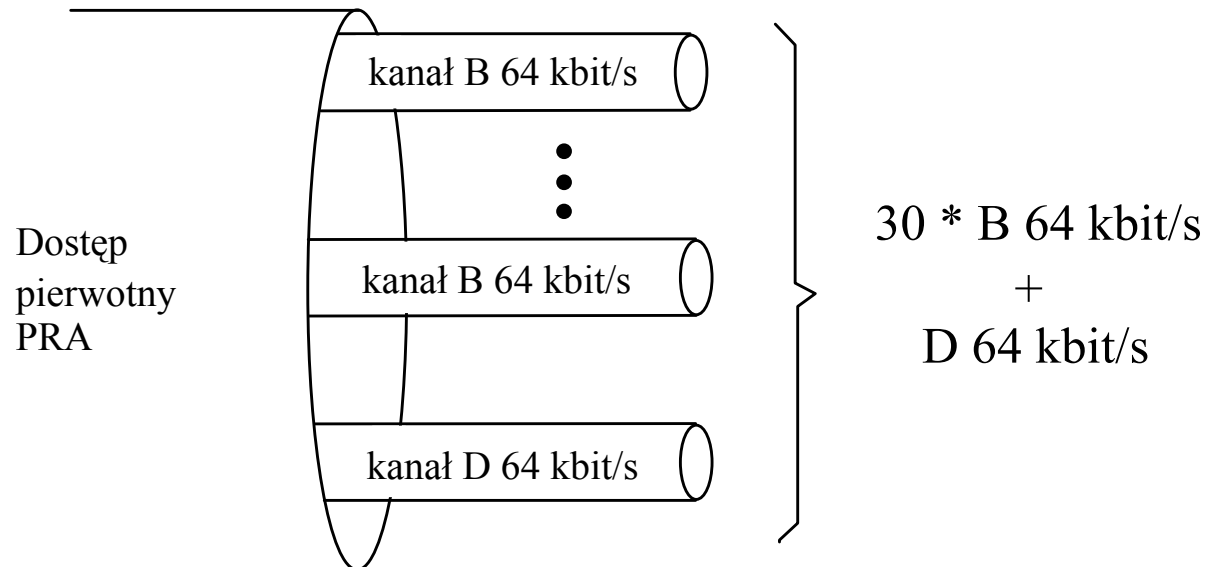 kanał B 64 kbit/s
Dostęp
pierwotny
PRA
kanał B 64 kbit/s
kanał D 64 kbit/s
30 * B 64 kbit/s
+
D 64 kbit/s